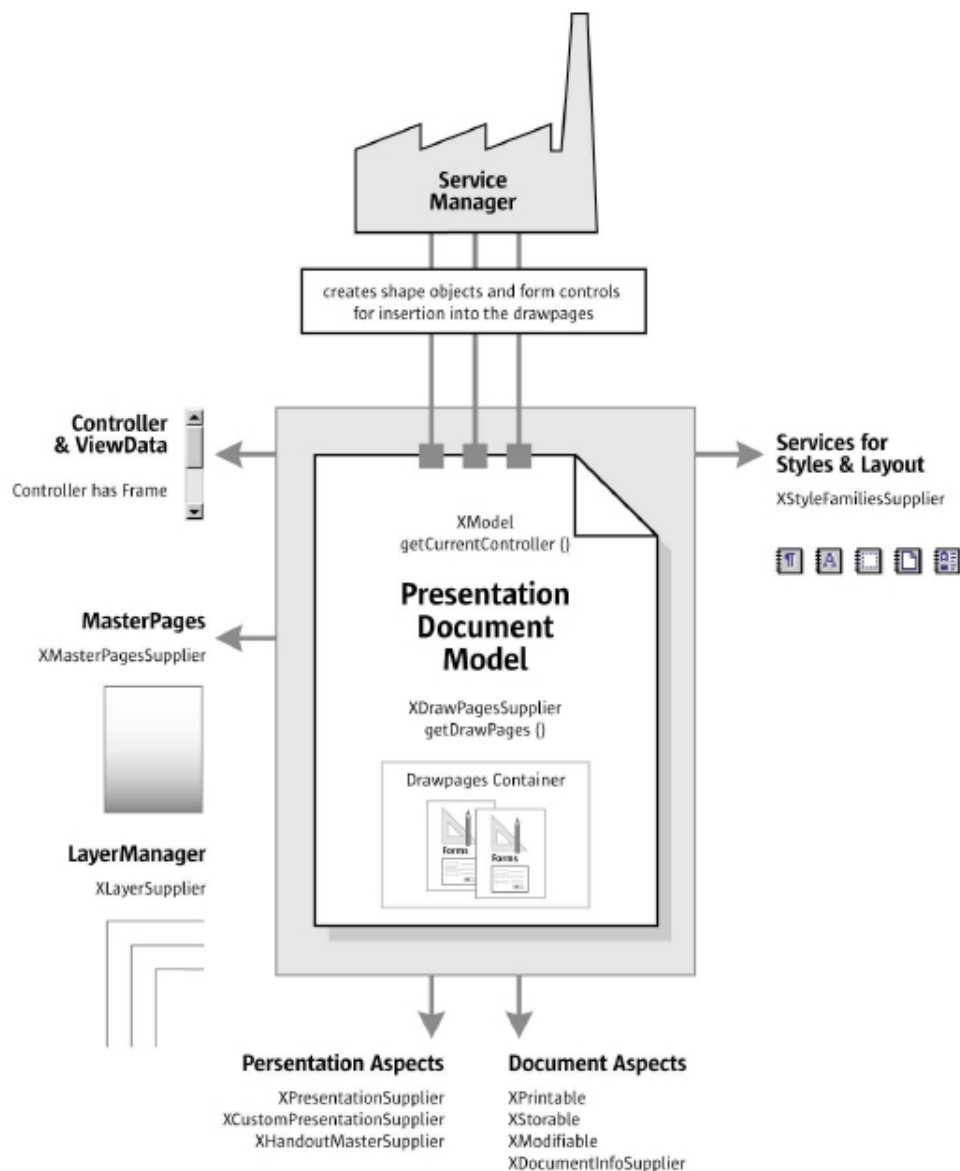 Service
Manager
creates shape objects and form controls
for insertion into the drawpages
Controller
& ViewData
Controller has Frame
Services for
Styles & Layout
XStyleFamiliesSupplier
XModel
getCurrentController ()
Presentation
Document
Model
MasterPages
XMasterPagesSupplier
XDrawPagesSupplier
getDrawPages ()
Drawpages Container
Forms
Forms
LayerManager
XLayerSupplier
Persentation Aspects
XPresentationSupplier
XCustomPresentationSupplier
XHandoutMasterSupplier
Document Aspects
XPrintable
XStorable
XModifiable
XDocumentInfoSupplier